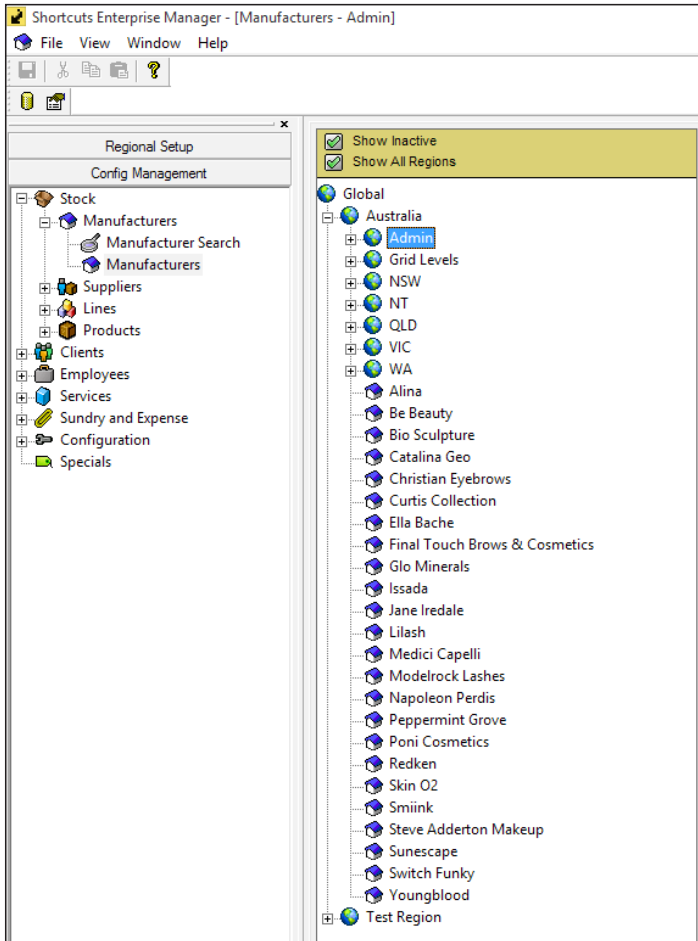 Shortcuts Enterprise Manager - [Manufacturers - Admin]
File View Window Help
x
Regional Setup
Config Management
Stock
Manufacturers
Manufacturer Search
Manufacturers
Suppliers
Lines
Products
Clients
Employees
Services
Sundry and Expense
Configuration
Specials
Show Inactive
Show All Regions
Global
Australia
Admin
Grid Levels
NSW
NT
QLD
VIC
WA
Alina
Be Beauty
Bio Sculpture
Catalina Geo
Christian Eyebrows
Curtis Collection
Ella Bache
Final Touch Brows & Cosmetics
Glo Minerals
Issada
Jane Iredale
Lilash
Medici Capelli
Modelrock Lashes
Napoleon Perdis
Peppermint Grove
Poni Cosmetics
Redken
Skin O2
Smiink
Steve Adderton Makeup
Sunescape
Switch Funky
Youngblood
Test Region